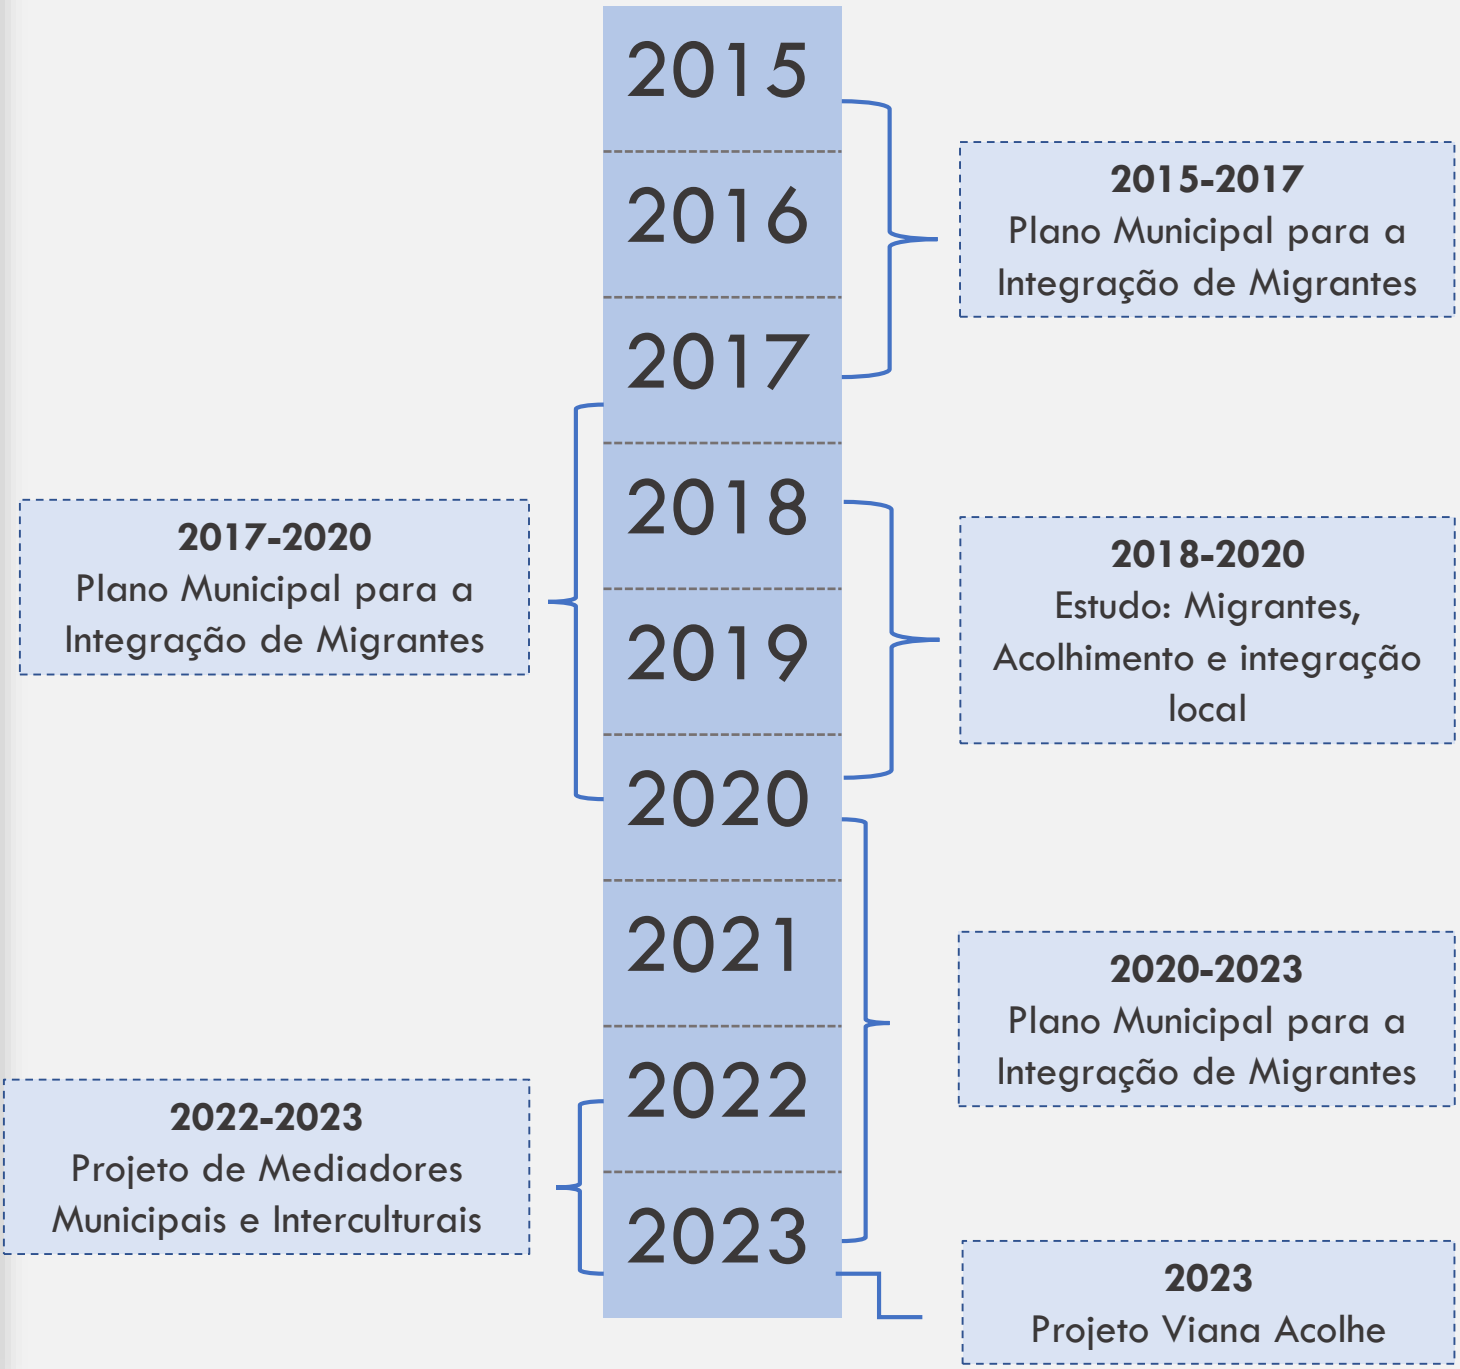 2015
2016
2017
2018
2019
2020
2021
2022
2023
2015-2017
Plano Municipal para a
Integração de Migrantes
2017-2020
Plano Municipal para a
Integração de Migrantes
2018-2020
Estudo: Migrantes,
Acolhimento e integração
local
2020-2023
Plano Municipal para a
Integração de Migrantes
2022-2023
Projeto de Mediadores
Municipais e Interculturais
2023
Projeto Viana Acolhe